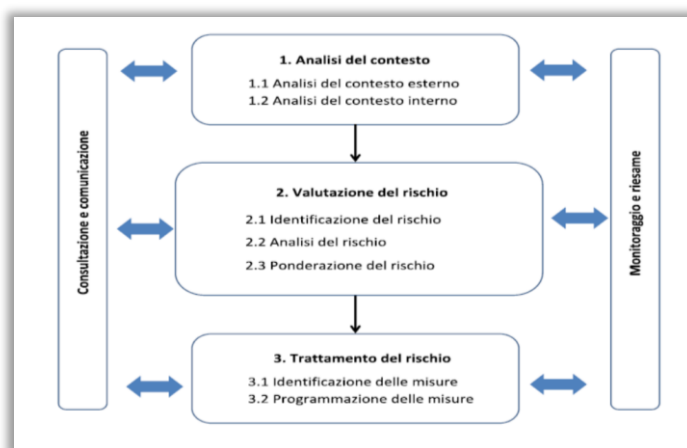 Consultazione e comunicazione
1. Analisi del contesto
1.1 Analisi del contesto esterno
1.2 Analisi del contesto interno
2. Valutazione del rischio
2.1 Identificazione del rischio
2.2 Analisi del rischio
2.3 Ponderazione del rischio
3. Trattamento del rischio
3.1 Identificazione delle misure
3.2 Programmazione delle misure
Monitoraggio e riesame